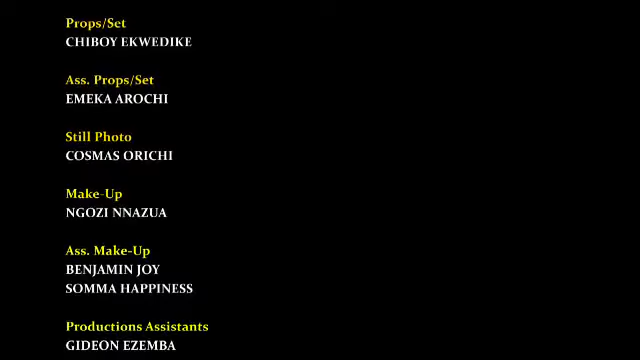 Props/Set
CHIBOY EKWEDIKE
Ass. Props/Set
EMEKA AROCHI
Still Photo
COSMAS ORICHI
Make-Up
NGOZI NNAZUA
Ass. Make-Up
BENJAMIN JOY
SOMMA HAPPINESS
Productions Assistants
GIDEON EZEMBA